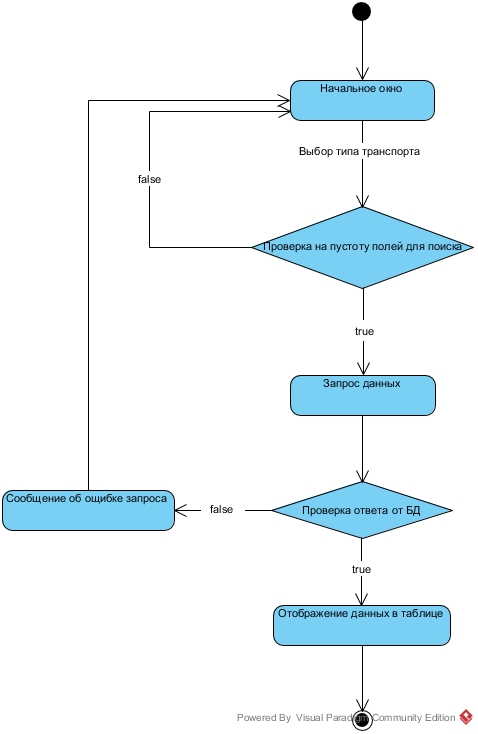 Начальное окно
Выбор типа транспорта
false
Проверка на пустоту полей для поиска
true
Запрос данных
Сообщение об ощибке запроса
false
Проверка ответа от БД
true
Отображение данных в таблице
Powered By Visual Paradigm Community Edition